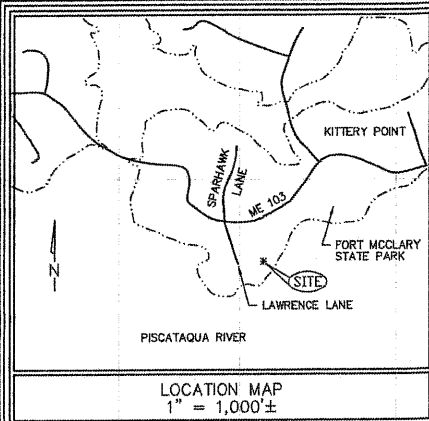 KITTERY POINT
SPARHAWK
LANE
ME 103
FORT MCCLARY
STATE PARK
N
SITE
LAWRENCE LANE
PISCATAQUA RIVER
LOCATION MAP
1" = 1,000'±